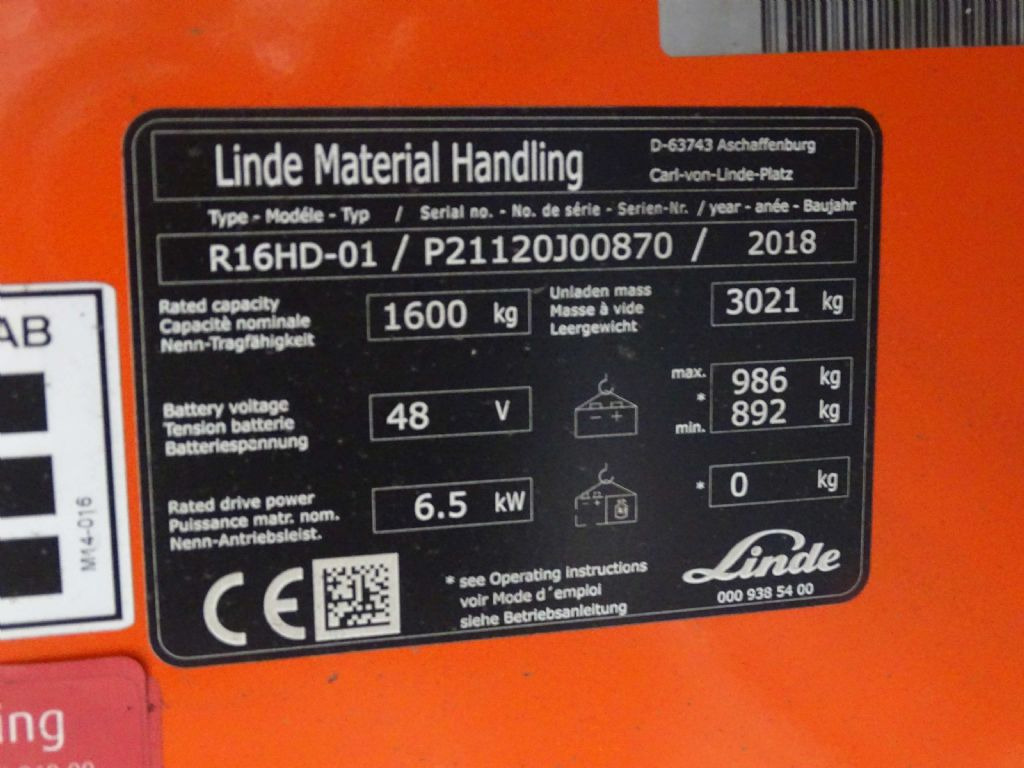 Linde Material Handling
D-63743 Aschaffenburg
Carl-von-Linde-Platz
Type - Modéle - Typ / Serial no. - No. de série - Serien-Nr. / year - anée - Baujahr
R16HD-01 / P21120J00870 / 2018
Rated capacity
Capacitè nominale
Nenn-Tragfähigkeit
1600 kg
Unladen mass
Masse à vide
Leergewicht
3021 kg
Battery voltage
Tension batterie
Batteriespannung
48 V
max. 986 kg
*
min. 892 kg
Rated drive power
Puissance matr. nom.
Nenn-Antriebsleist.
6.5 kW
* 0 kg
CE
* see Operating instructions
voir Mode d´emploi
siehe Betriebsanleitung
Linde
000 938 54 00
AB
M14-016
ing